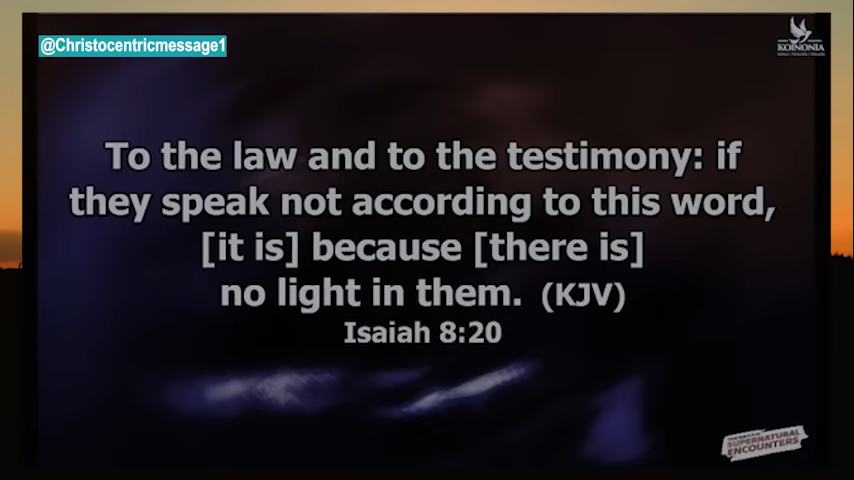 @Christocentricmessage1
KOINONIA
To the law and to the testimony: if
they speak not according to this word,
[it is] because [there is]
no light in them. (KJV)
Isaiah 8:20
SUPERNATURAL
ENCOUNTERS